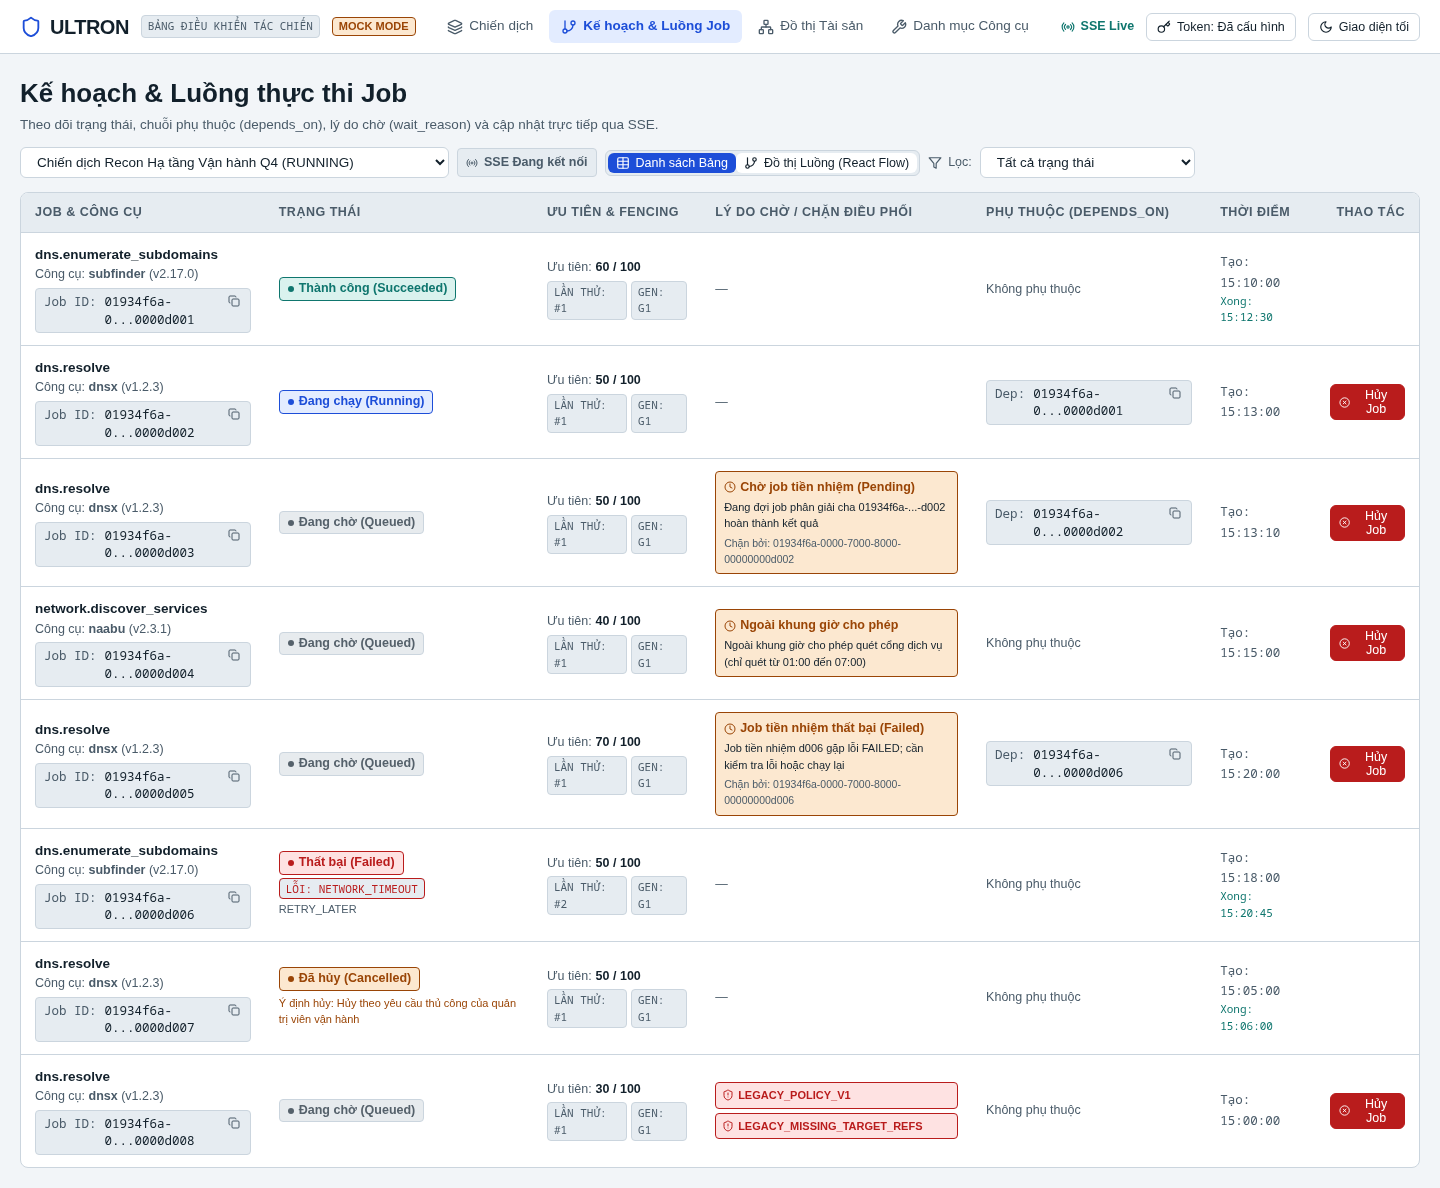 ULTRON BẢNG ĐIỀU KHIỂN TÁC CHIẾN MOCK MODE Chiến dịch Kế hoạch & Luồng Job Đồ thị Tài sản Danh mục Công cụ SSE Live Token: Đã cấu hình Giao diện tối
Kế hoạch & Luồng thực thi Job
Theo dõi trạng thái, chuỗi phụ thuộc (depends_on), lý do chờ (wait_reason) và cập nhật trực tiếp qua SSE.
Chiến dịch Recon Hạ tầng Vận hành Q4 (RUNNING) SSE Đang kết nối Danh sách Bảng Đồ thị Luồng (React Flow) Lọc: Tất cả trạng thái
JOB & CÔNG CỤ TRẠNG THÁI ƯU TIÊN & FENCING LÝ DO CHỜ / CHẶN ĐIỀU PHỐI PHỤ THUỘC (DEPENDS_ON) THỜI ĐIỂM THAO TÁC
dns.enumerate_subdomains
Công cụ: subfinder (v2.17.0)
Job ID: 01934f6a-
0...0000d001
Thành công (Succeeded)
Ưu tiên: 60 / 100
LẦN THỬ:
#1
GEN:
G1
—
Không phụ thuộc
Tạo:
15:10:00
Xong:
15:12:30
dns.resolve
Công cụ: dnsx (v1.2.3)
Job ID: 01934f6a-
0...0000d002
Đang chạy (Running)
Ưu tiên: 50 / 100
LẦN THỬ:
#1
GEN:
G1
—
Dep: 01934f6a-
0...0000d001
Tạo:
15:13:00
Hủy
Job
dns.resolve
Công cụ: dnsx (v1.2.3)
Job ID: 01934f6a-
0...0000d003
Đang chờ (Queued)
Ưu tiên: 50 / 100
LẦN THỬ:
#1
GEN:
G1
Chờ job tiền nhiệm (Pending)
Đang đợi job phân giải cha 01934f6a-...-d002
hoàn thành kết quả
Chặn bởi: 01934f6a-0000-7000-8000-
00000000d002
Dep: 01934f6a-
0...0000d002
Tạo:
15:13:10
Hủy
Job
network.discover_services
Công cụ: naabu (v2.3.1)
Job ID: 01934f6a-
0...0000d004
Đang chờ (Queued)
Ưu tiên: 40 / 100
LẦN THỬ:
#1
GEN:
G1
Ngoài khung giờ cho phép
Ngoài khung giờ cho phép quét cổng dịch vụ
(chỉ quét từ 01:00 đến 07:00)
Không phụ thuộc
Tạo:
15:15:00
Hủy
Job
dns.resolve
Công cụ: dnsx (v1.2.3)
Job ID: 01934f6a-
0...0000d005
Đang chờ (Queued)
Ưu tiên: 70 / 100
LẦN THỬ:
#1
GEN:
G1
Job tiền nhiệm thất bại (Failed)
Job tiền nhiệm d006 gặp lỗi FAILED; cần
kiểm tra lỗi hoặc chạy lại
Chặn bởi: 01934f6a-0000-7000-8000-
00000000d006
Dep: 01934f6a-
0...0000d006
Tạo:
15:20:00
Hủy
Job
dns.enumerate_subdomains
Công cụ: subfinder (v2.17.0)
Job ID: 01934f6a-
0...0000d006
Thất bại (Failed)
LỖI: NETWORK_TIMEOUT
RETRY_LATER
Ưu tiên: 50 / 100
LẦN THỬ:
#2
GEN:
G1
—
Không phụ thuộc
Tạo:
15:18:00
Xong:
15:20:45
dns.resolve
Công cụ: dnsx (v1.2.3)
Job ID: 01934f6a-
0...0000d007
Đã hủy (Cancelled)
Ý định hủy: Hủy theo yêu cầu thủ công của quản
trị viên vận hành
Ưu tiên: 50 / 100
LẦN THỬ:
#1
GEN:
G1
—
Không phụ thuộc
Tạo:
15:05:00
Xong:
15:06:00
dns.resolve
Công cụ: dnsx (v1.2.3)
Job ID: 01934f6a-
0...0000d008
Đang chờ (Queued)
Ưu tiên: 30 / 100
LẦN THỬ:
#1
GEN:
G1
LEGACY_POLICY_V1
LEGACY_MISSING_TARGET_REFS
Không phụ thuộc
Tạo:
15:00:00
Hủy
Job